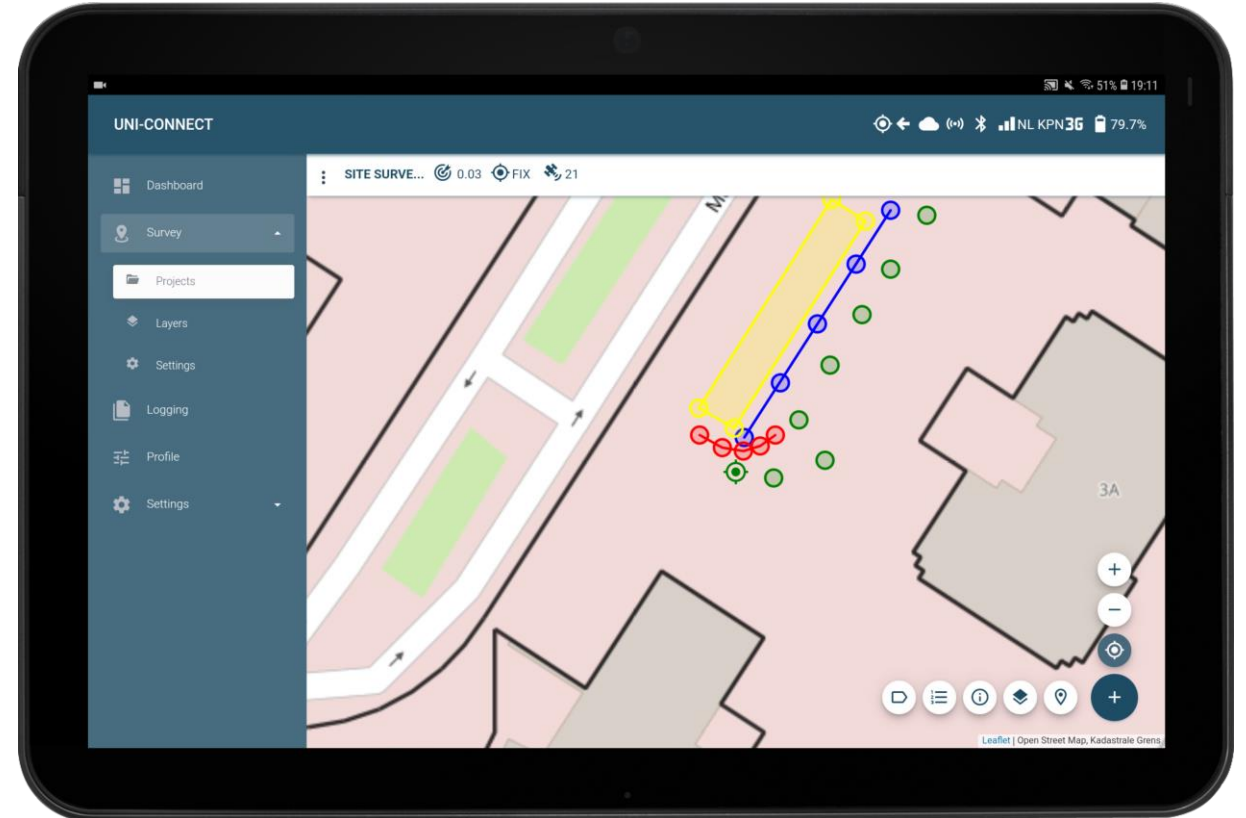 51% 19:11
UNI-CONNECT
NL KPN 3G 79.7%
Dashboard
SITE SURVE... 0.03 FIX 21
Survey
Projects
Layers
Settings
Logging
Profile
Settings
3A
+
−
+
Leaflet | Open Street Map, Kadastrale Grens